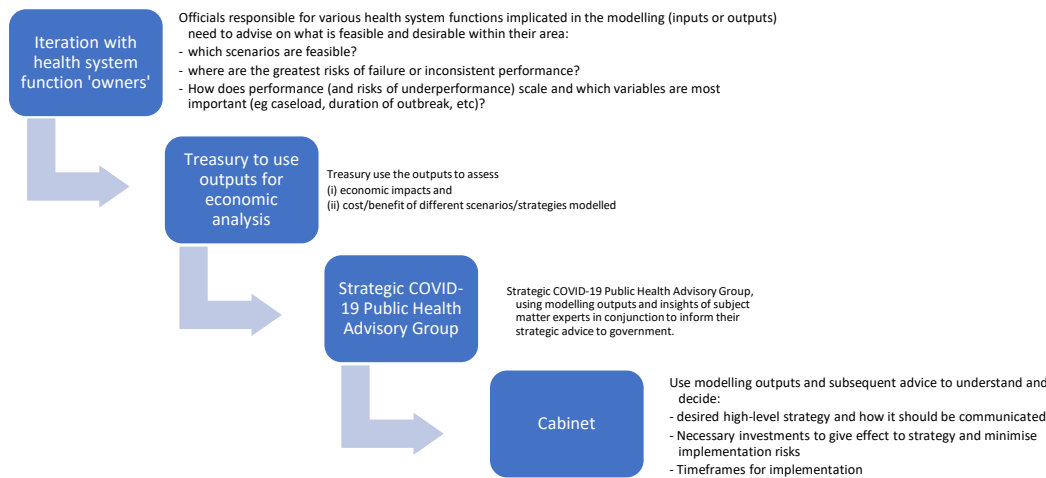 Iteration with
health system
function 'owners'
Officials responsible for various health system functions implicated in the modelling (inputs or outputs)
need to advise on what is feasible and desirable within their area:
- which scenarios are feasible?
- where are the greatest risks of failure or inconsistent performance?
- How does performance (and risks of underperformance) scale and which variables are most
important (eg caseload, duration of outbreak, etc)?
Treasury to use
outputs for
economic
analysis
Treasury use the outputs to assess
(i) economic impacts and
(ii) cost/benefit of different scenarios/strategies modelled
Strategic COVID-
19 Public Health
Advisory Group
Strategic COVID-19 Public Health Advisory Group,
using modelling outputs and insights of subject
matter experts in conjunction to inform their
strategic advice to government.
Cabinet
Use modelling outputs and subsequent advice to understand and
decide:
- desired high-level strategy and how it should be communicated
- Necessary investments to give effect to strategy and minimise
implementation risks
- Timeframes for implementation